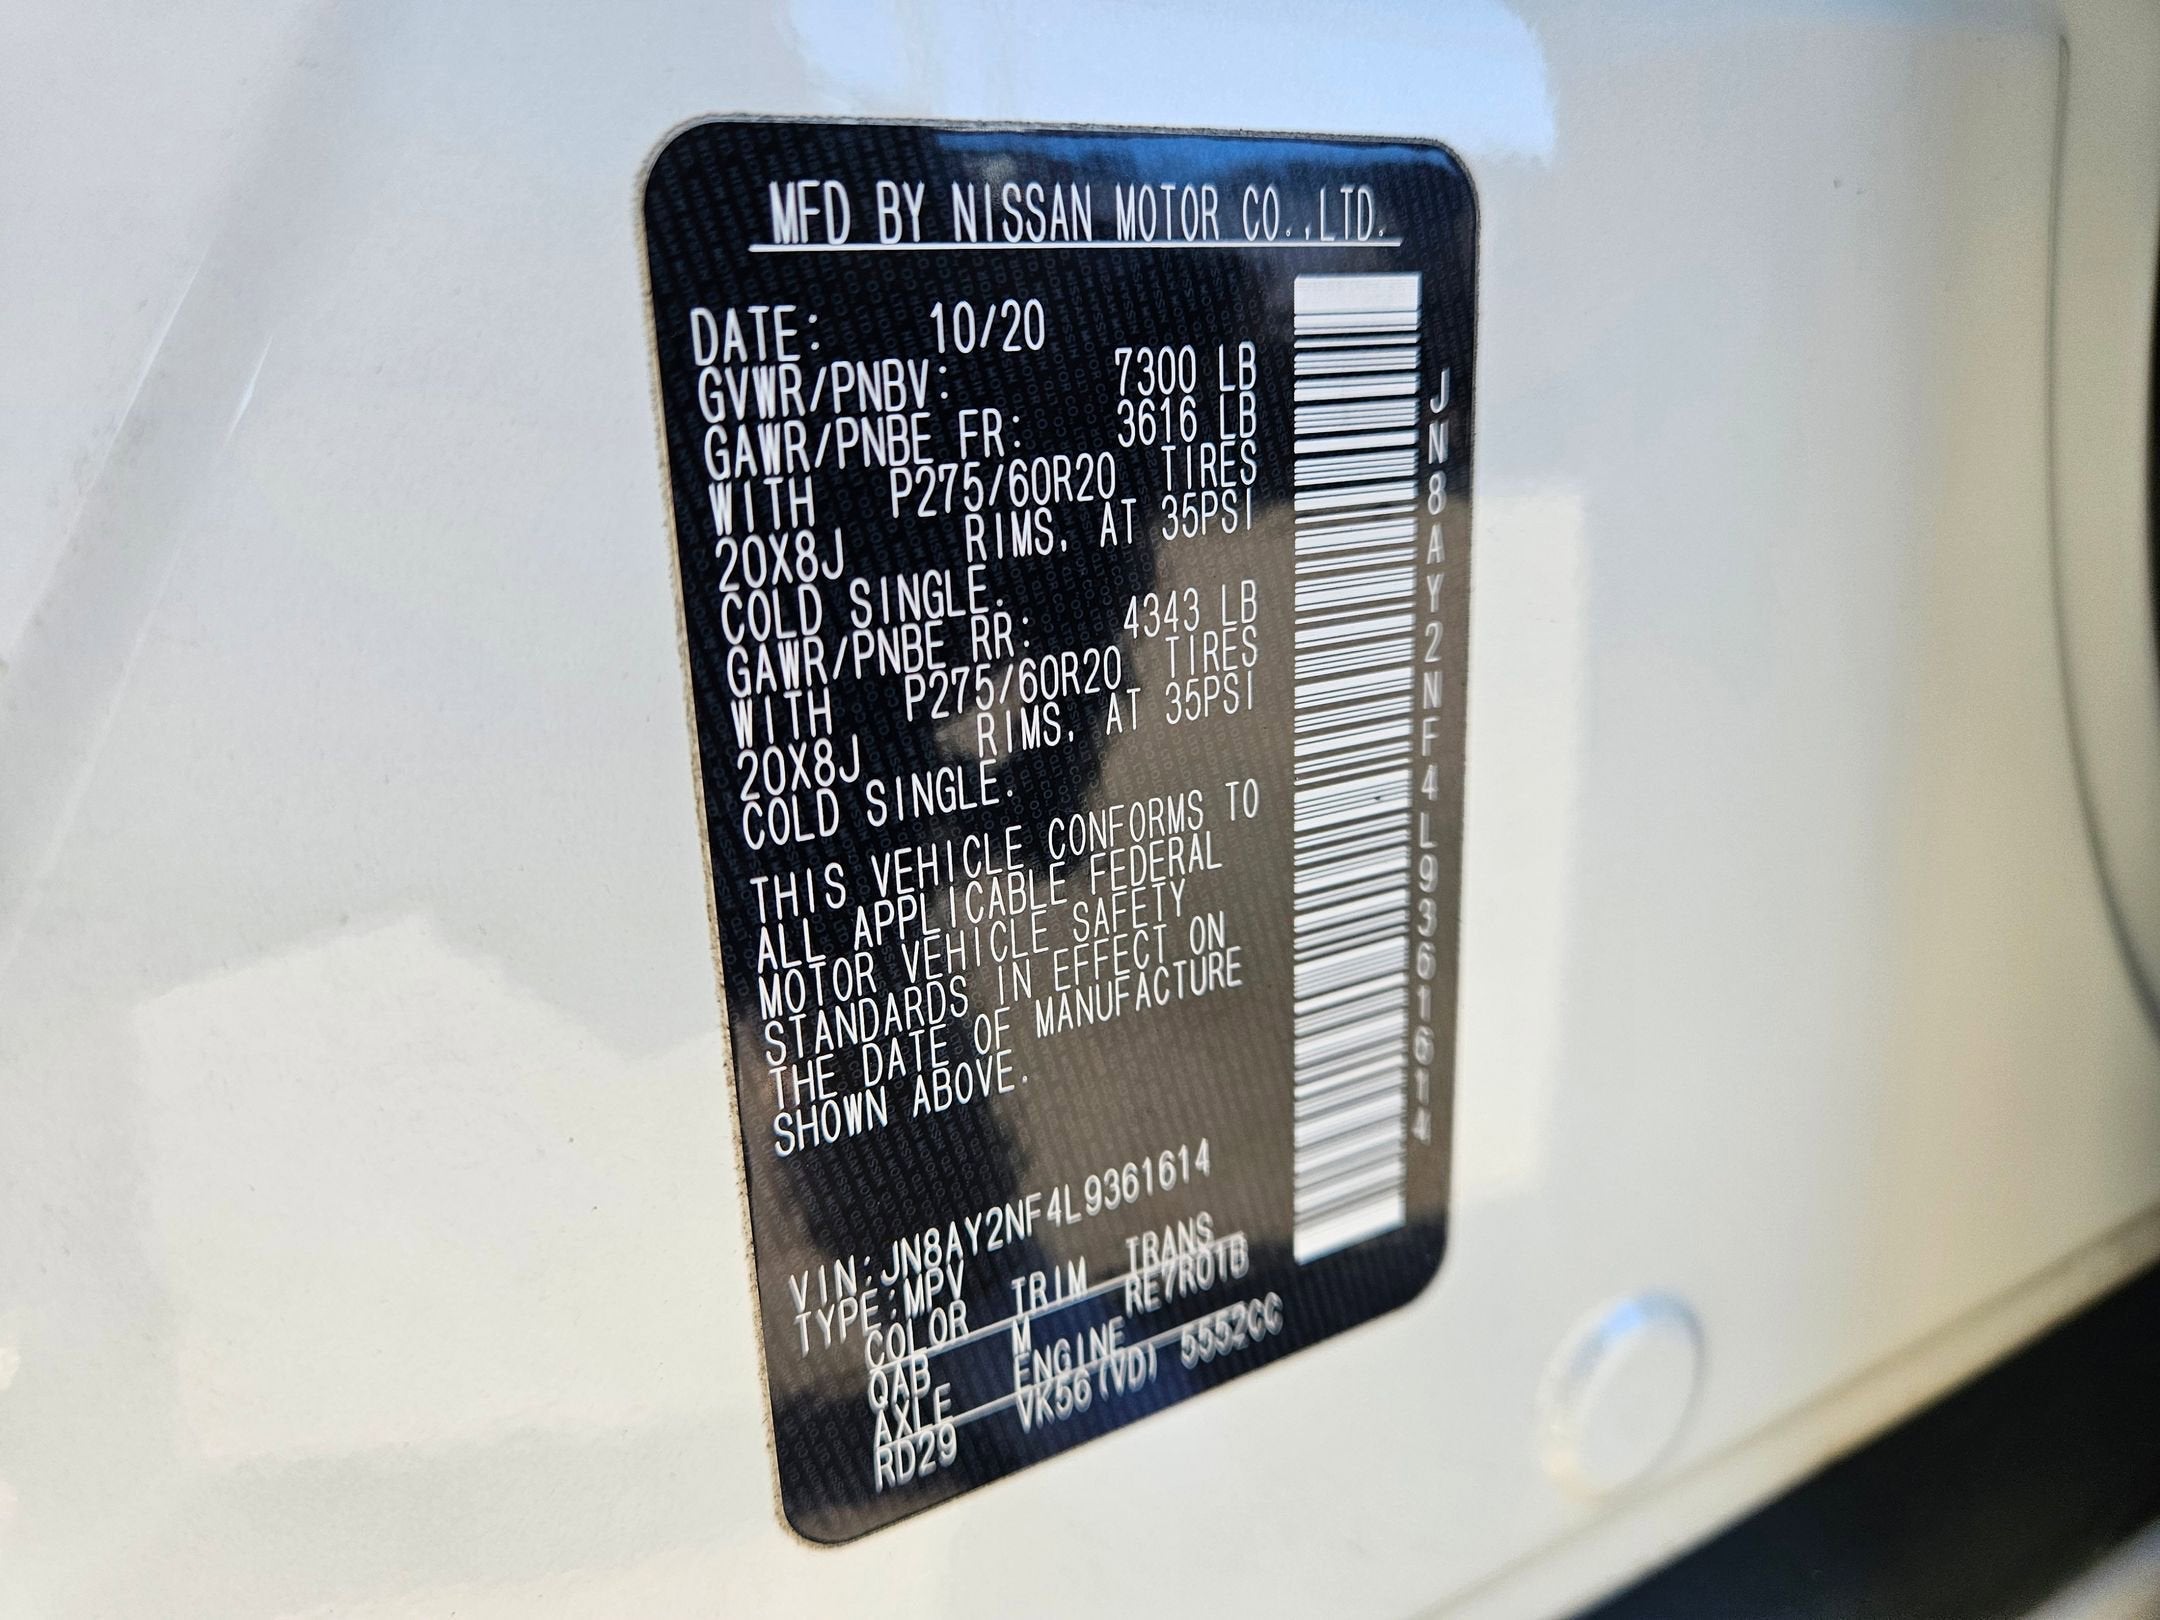 MFD BY NISSAN MOTOR CO.,LTD.
DATE: 10/20
GVWR/PNBV: 7300 LB
GAWR/PNBE FR: 3616 LB
WITH P275/60R20 TIRES
20X8J RIMS, AT 35PSI
COLD SINGLE.
GAWR/PNBE RR: 4343 LB
WITH P275/60R20 TIRES
20X8J RIMS, AT 35PSI
COLD SINGLE.
THIS VEHICLE CONFORMS TO
ALL APPLICABLE FEDERAL
MOTOR VEHICLE SAFETY
STANDARDS IN EFFECT ON
THE DATE OF MANUFACTURE
SHOWN ABOVE.
VIN:JN8AY2NF4L9361614
TYPE:MPV
COLOR TRIM TRANS
QAB M RE7R01B
AXLE ENGINE
RD29 VK56(VD) 5552CC
JN8AY2NF4L9361614